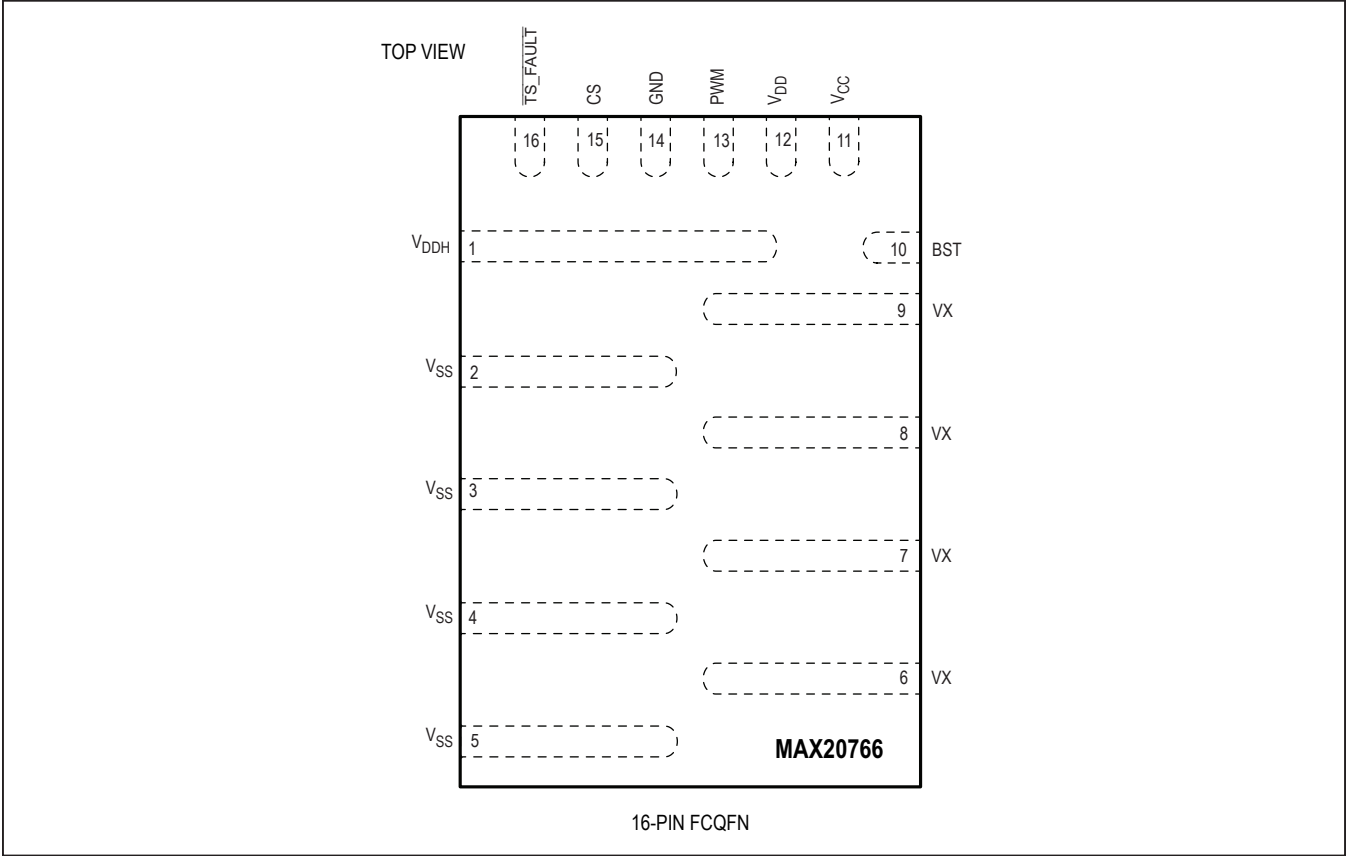 TOP VIEW
TS_FAULT
CS
GND
PWM
VDD
VCC
16
15
14
13
12
11
VDDH 1
10 BST
9 VX
VSS 2
8 VX
VSS 3
7 VX
VSS 4
6 VX
VSS 5
MAX20766
16-PIN FCQFN